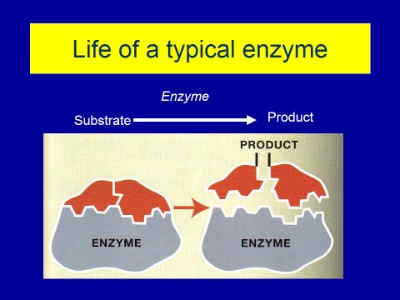 Life of a typical enzyme
Enzyme
Substrate
Product
PRODUCT
ENZYME
ENZYME